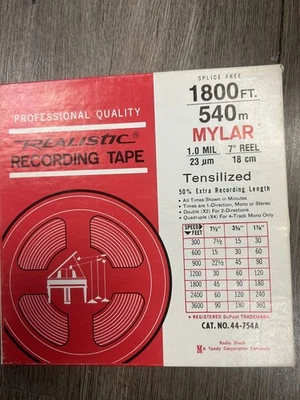 PROFESSIONAL QUALITY
REALISTIC®
RECORDING TAPE
SPLICE FREE
1800 FT.
540 m
MYLAR
1.0 MIL 7" REEL
23 µm 18 cm
Tensilized
50% Extra Recording Length
• All Times Shown in Minutes
• Times are 1-Direction, Mono or Stereo
• Double (X2) For 2-Directions
• Quadruple (X4) For 4-Track Mono Only
SPEED 7½" 3¾" 1⅞"
FEET
300 7½ 15 30
600 15 30 60
900 22½ 45 90
1200 30 60 120
1800 45 90 180
2400 60 120 240
3600 90 180 360
* REGISTERED DuPont TRADEMARK
CAT. NO. 44-754A
Radio Shack
A Tandy Corporation Company